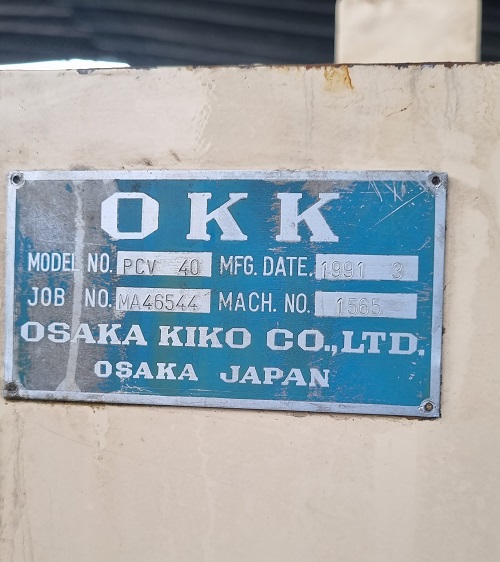 OKK
MODEL NO. PCV 40 MFG. DATE. 1991 3
JOB NO. MA46544 MACH. NO. 1565
OSAKA KIKO CO.,LTD.
OSAKA JAPAN